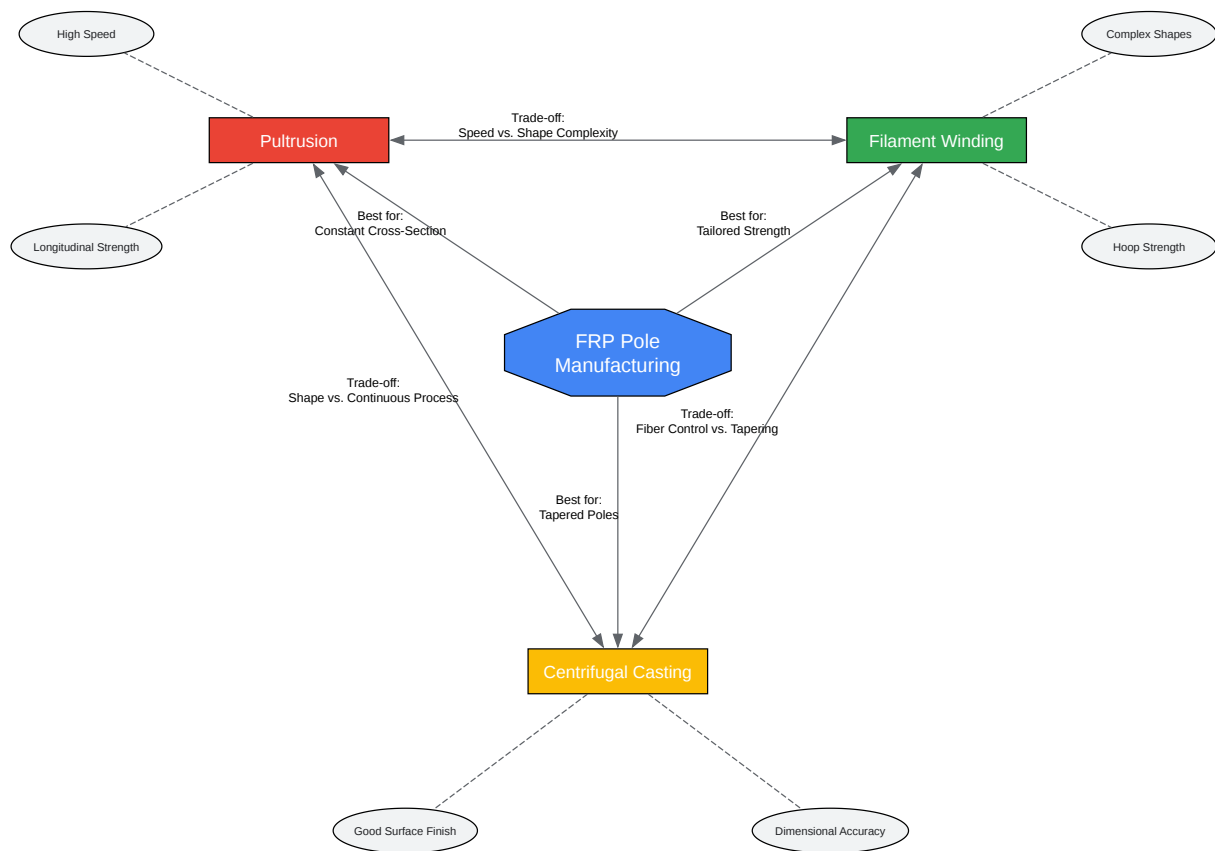 High Speed
Complex Shapes
Trade-off:
Speed vs. Shape Complexity
Pultrusion
Filament Winding
Best for:
Constant Cross-Section
Best for:
Tailored Strength
Longitudinal Strength
Hoop Strength
FRP Pole
Manufacturing
Trade-off:
Shape vs. Continuous Process
Trade-off:
Fiber Control vs. Tapering
Best for:
Tapered Poles
Centrifugal Casting
Good Surface Finish
Dimensional Accuracy